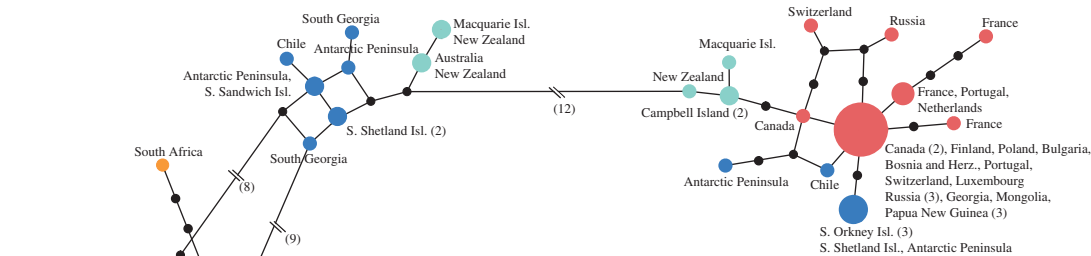 South Georgia
Macquarie Isl.
New Zealand
Chile
Antarctic Peninsula
Australia
New Zealand
Antarctic Peninsula,
S. Sandwich Isl.
S. Shetland Isl. (2)
South Georgia
South Africa
(8)
(9)
(12)
Switzerland
Russia
France
Macquarie Isl.
New Zealand
Campbell Island (2)
France, Portugal,
Netherlands
Canada
France
Canada (2), Finland, Poland, Bulgaria,
Bosnia and Herz., Portugal,
Switzerland, Luxembourg
Russia (3), Georgia, Mongolia,
Papua New Guinea (3)
Antarctic Peninsula
Chile
S. Orkney Isl. (3)
S. Shetland Isl., Antarctic Peninsula